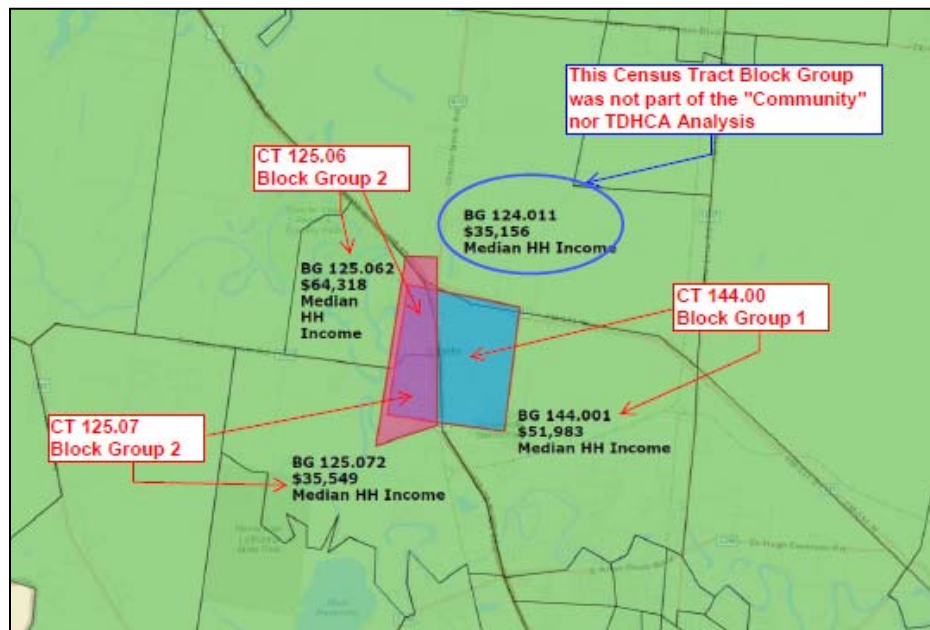 This Census Tract Block Group
was not part of the "Community"
nor TDHCA Analysis
CT 125.06
Block Group 2
BG 124.011
$35,156
Median HH Income
BG 125.062
$64,318
Median
HH
Income
CT 144.00
Block Group 1
BG 144.001
$51,983
Median HH Income
CT 125.07
Block Group 2
BG 125.072
$35,549
Median HH Income